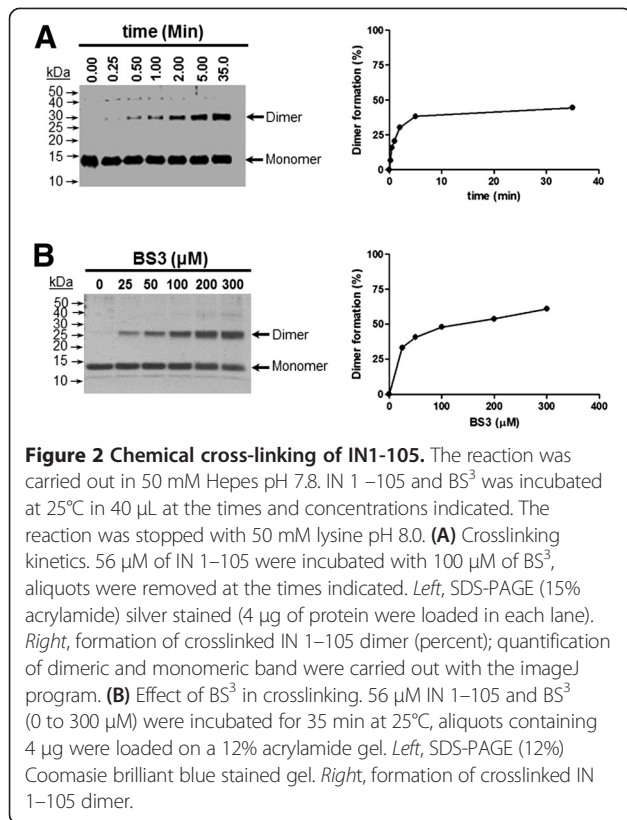 A
time (Min)
kDa
0.00 0.25 0.50 1.00 2.00 5.00 35.0
50
40
30
25
20
15
10
Dimer
Monomer
Dimer formation (%)
100
75
50
25
0
0 10 20 30 40
time (min)
B
BS3 (µM)
kDa
0 25 50 100 200 300
50
40
30
25
20
15
10
Dimer
Monomer
Dimer formation (%)
100
75
50
25
0
0 100 200 300 400
BS3 (µM)
Figure 2 Chemical cross-linking of IN1-105. The reaction was
carried out in 50 mM Hepes pH 7.8. IN 1 –105 and BS³ was incubated
at 25°C in 40 µL at the times and concentrations indicated. The
reaction was stopped with 50 mM lysine pH 8.0. (A) Crosslinking
kinetics. 56 µM of IN 1–105 were incubated with 100 µM of BS³,
aliquots were removed at the times indicated. Left, SDS-PAGE (15%
acrylamide) silver stained (4 µg of protein were loaded in each lane).
Right, formation of crosslinked IN 1–105 dimer (percent); quantification
of dimeric and monomeric band were carried out with the imageJ
program. (B) Effect of BS³ in crosslinking. 56 µM IN 1–105 and BS³
(0 to 300 µM) were incubated for 35 min at 25°C, aliquots containing
4 µg were loaded on a 12% acrylamide gel. Left, SDS-PAGE (12%)
Coomasie brilliant blue stained gel. Right, formation of crosslinked IN
1–105 dimer.